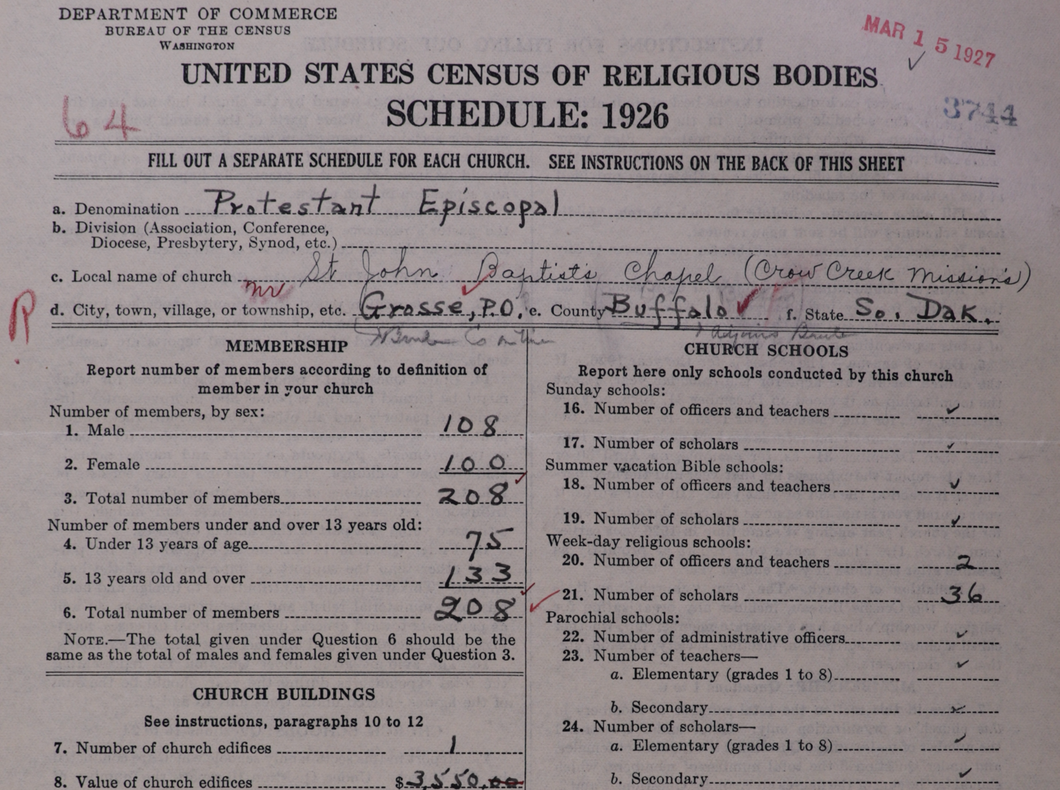 DEPARTMENT OF COMMERCE
BUREAU OF THE CENSUS
WASHINGTON
MAR 15 1927
UNITED STATES CENSUS OF RELIGIOUS BODIES
SCHEDULE: 1926
64
3744
FILL OUT A SEPARATE SCHEDULE FOR EACH CHURCH. SEE INSTRUCTIONS ON THE BACK OF THIS SHEET
a. Denomination Protestant Episcopal
b. Division (Association, Conference,
Diocese, Presbytery, Synod, etc.)
c. Local name of church St John Baptist's Chapel (Crow Creek Mission's)
d. City, town, village, or township, etc. Grosse, P.O. e. County Buffalo f. State So. Dak.
R
Adjoins Brule
MEMBERSHIP
Report number of members according to definition of
member in your church
Number of members, by sex:
1. Male 108
2. Female 100
3. Total number of members 208
Number of members under and over 13 years old:
4. Under 13 years of age 75
5. 13 years old and over 133
6. Total number of members 208
NOTE.—The total given under Question 6 should be
same as the total of males and females given under Question 3.
CHURCH BUILDINGS
See instructions, paragraphs 10 to 12
7. Number of church edifices 1
8. Value of church edifices $3,550.00
CHURCH SCHOOLS
Report here only schools conducted by this church
Sunday schools:
16. Number of officers and teachers ✓
17. Number of scholars ✓
Summer vacation Bible schools:
18. Number of officers and teachers ✓
19. Number of scholars ✓
Week-day religious schools:
20. Number of officers and teachers 2
21. Number of scholars 36
Parochial schools:
22. Number of administrative officers ✓
23. Number of teachers—
a. Elementary (grades 1 to 8) ✓
b. Secondary ✓
24. Number of scholars—
a. Elementary (grades 1 to 8) ✓
b. Secondary ✓